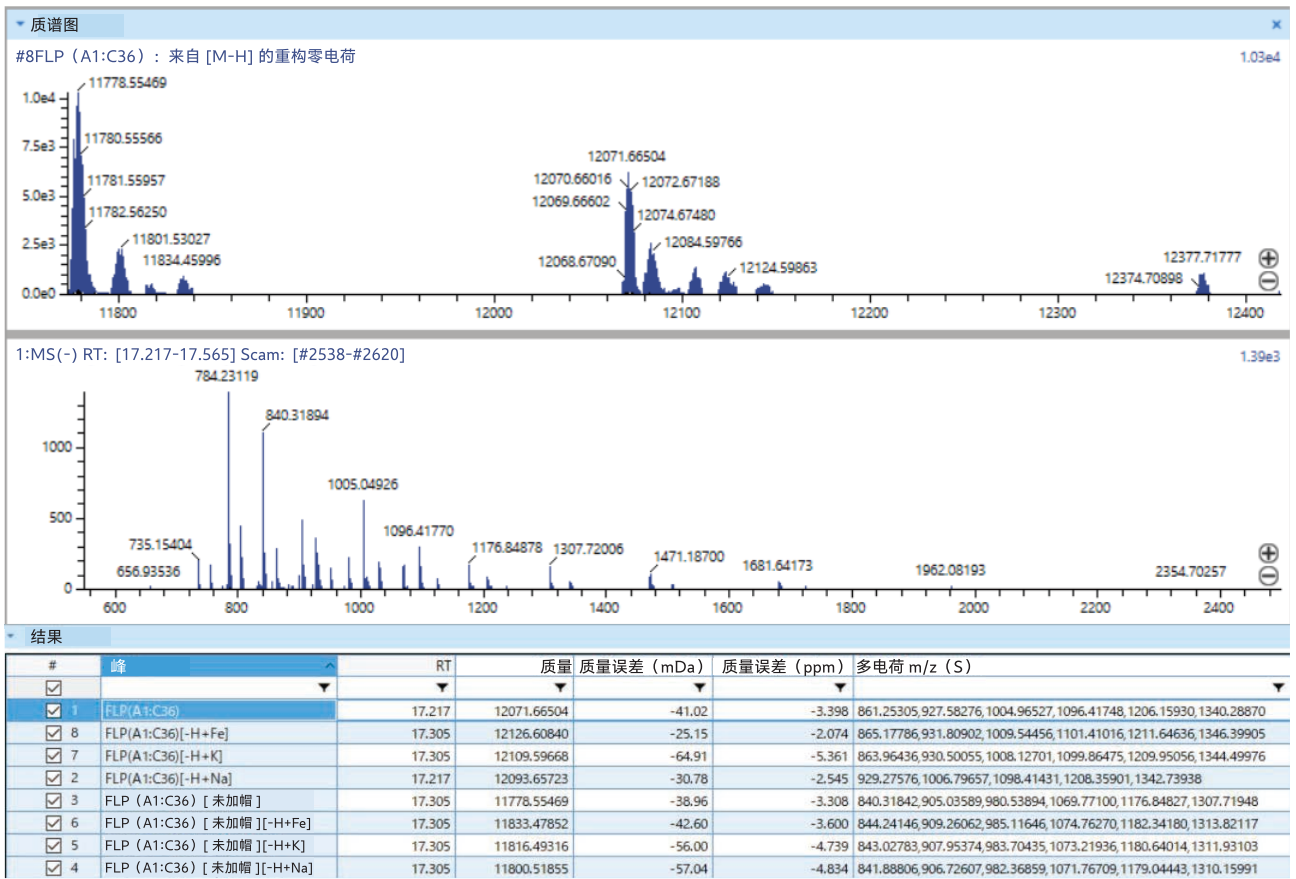 质谱图
#8FLP（A1:C36）：来自 [M-H] 的重构零电荷
1.03e4
11778.55469
1.0e4
7.5e3
5.0e3
2.5e3
0.0e0
11780.55566
11781.55957
11782.56250
11801.53027
11834.45996
12071.66504
12070.66016
12072.67188
12069.66602
12074.67480
12084.59766
12068.67090
12124.59863
12377.71777
12374.70898
11800 11900 12000 12100 12200 12300 12400
1:MS(-) RT: [17.217-17.565] Scam: [#2538-#2620]
1.39e3
784.23119
840.31894
1000
1005.04926
500
1096.41770
735.15404
1176.84878
1307.72006
1471.18700
656.93536
1681.64173
1962.08193
2354.70257
0
600 800 1000 1200 1400 1600 1800 2000 2200 2400
结果
# 峰 RT 质量 质量误差（mDa） 质量误差（ppm） 多电荷 m/z（S）
1 FLP(A1:C36) 17.217 12071.66504 -41.02 -3.398 861.25305,927.58276,1004.96527,1096.41748,1206.15930,1340.28870
8 FLP(A1:C36)[-H+Fe] 17.305 12126.60840 -25.15 -2.074 865.17786,931.80902,1009.54456,1101.41016,1211.64636,1346.39905
7 FLP(A1:C36)[-H+K] 17.305 12109.59668 -64.91 -5.361 863.96436,930.50055,1008.12701,1099.86475,1209.95056,1344.49976
2 FLP(A1:C36)[-H+Na] 17.217 12093.65723 -30.78 -2.545 929.27576,1006.79657,1098.41431,1208.35901,1342.73938
3 FLP（A1:C36）[ 未加帽 ] 17.305 11778.55469 -38.96 -3.308 840.31842,905.03589,980.53894,1069.77100,1176.84827,1307.71948
6 FLP（A1:C36）[ 未加帽 ][-H+Fe] 17.305 11833.47852 -42.60 -3.600 844.24146,909.26062,985.11646,1074.76270,1182.34180,1313.82117
5 FLP（A1:C36）[ 未加帽 ][-H+K] 17.305 11816.49316 -56.00 -4.739 843.02783,907.95374,983.70435,1073.21936,1180.64014,1311.93103
4 FLP（A1:C36）[ 未加帽 ][-H+Na] 17.305 11800.51855 -57.04 -4.834 841.88806,906.72607,982.36859,1071.76709,1179.04443,1310.15991